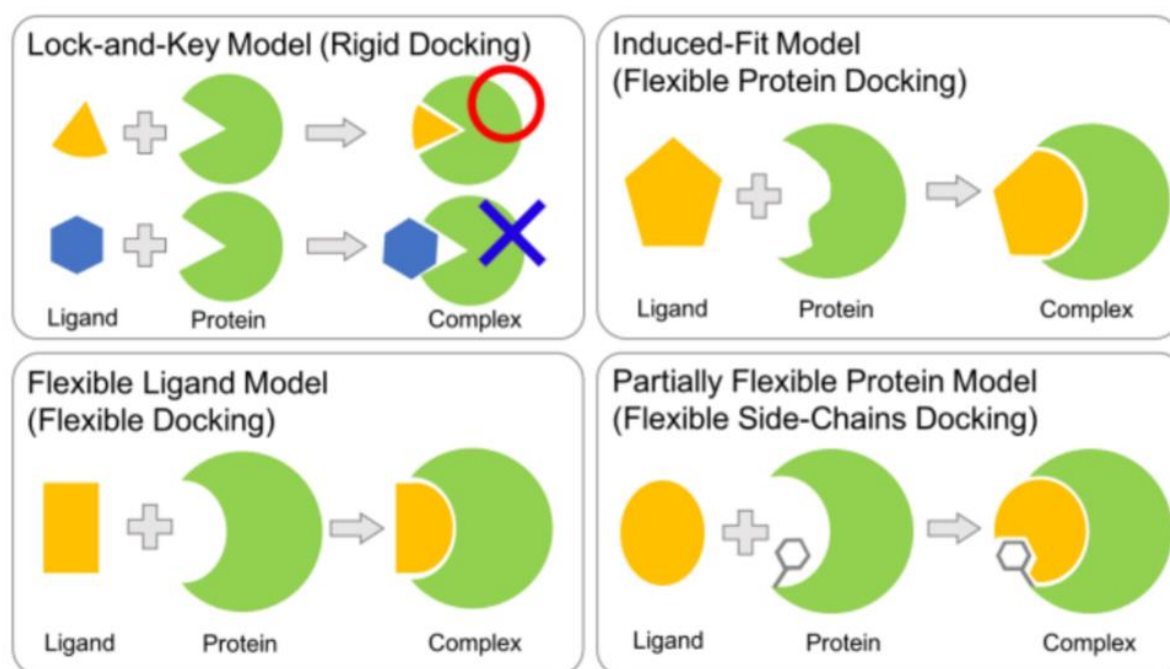 Lock-and-Key Model (Rigid Docking)
Ligand Protein Complex
Induced-Fit Model
(Flexible Protein Docking)
Ligand Protein Complex
Flexible Ligand Model
(Flexible Docking)
Ligand Protein Complex
Partially Flexible Protein Model
(Flexible Side-Chains Docking)
Ligand Protein Complex